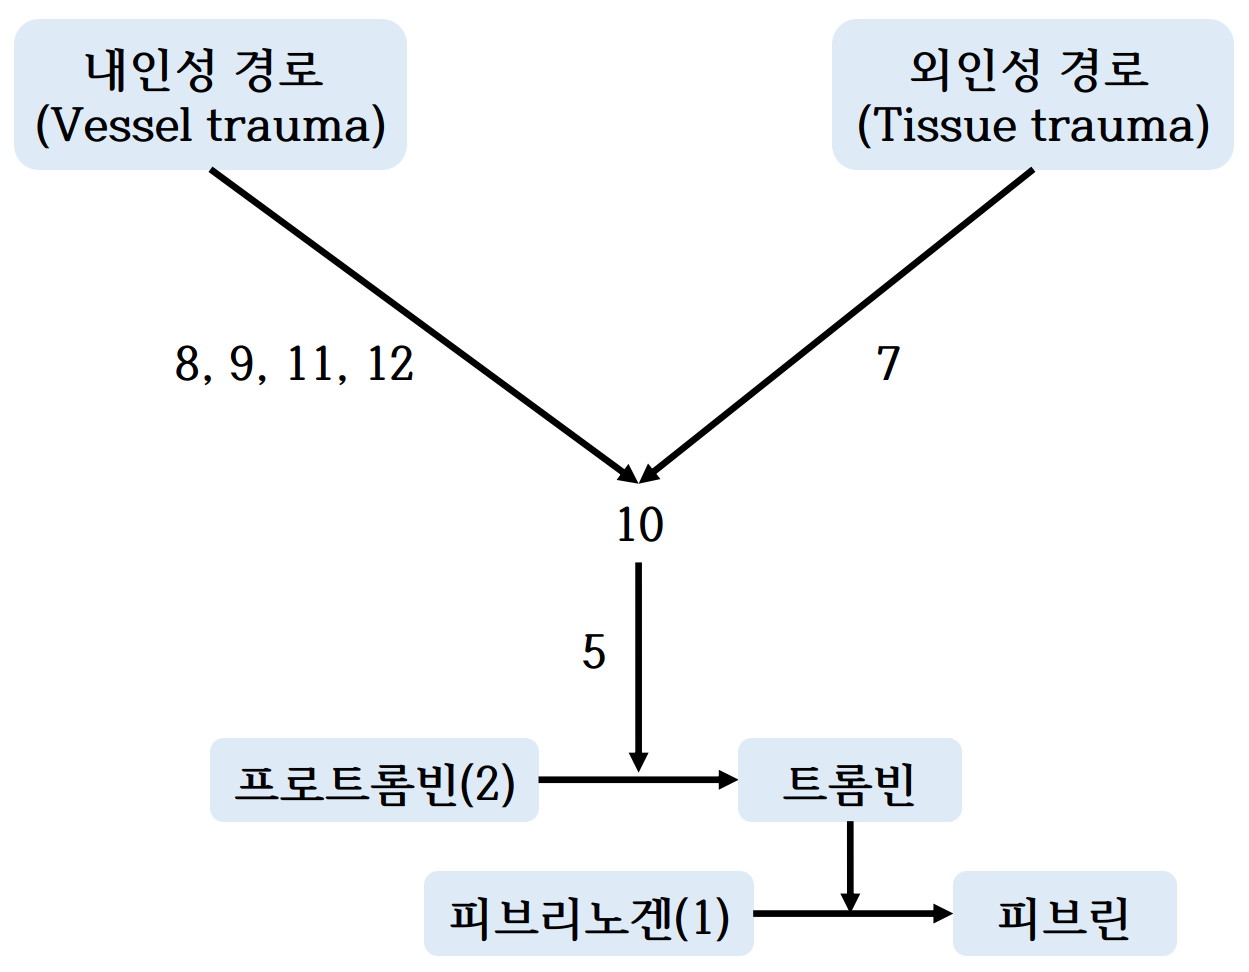 내인성 경로
(Vessel trauma)
외인성 경로
(Tissue trauma)
8, 9, 11, 12
7
10
5
프로트롬빈(2)
트롬빈
피브리노겐(1)
피브린